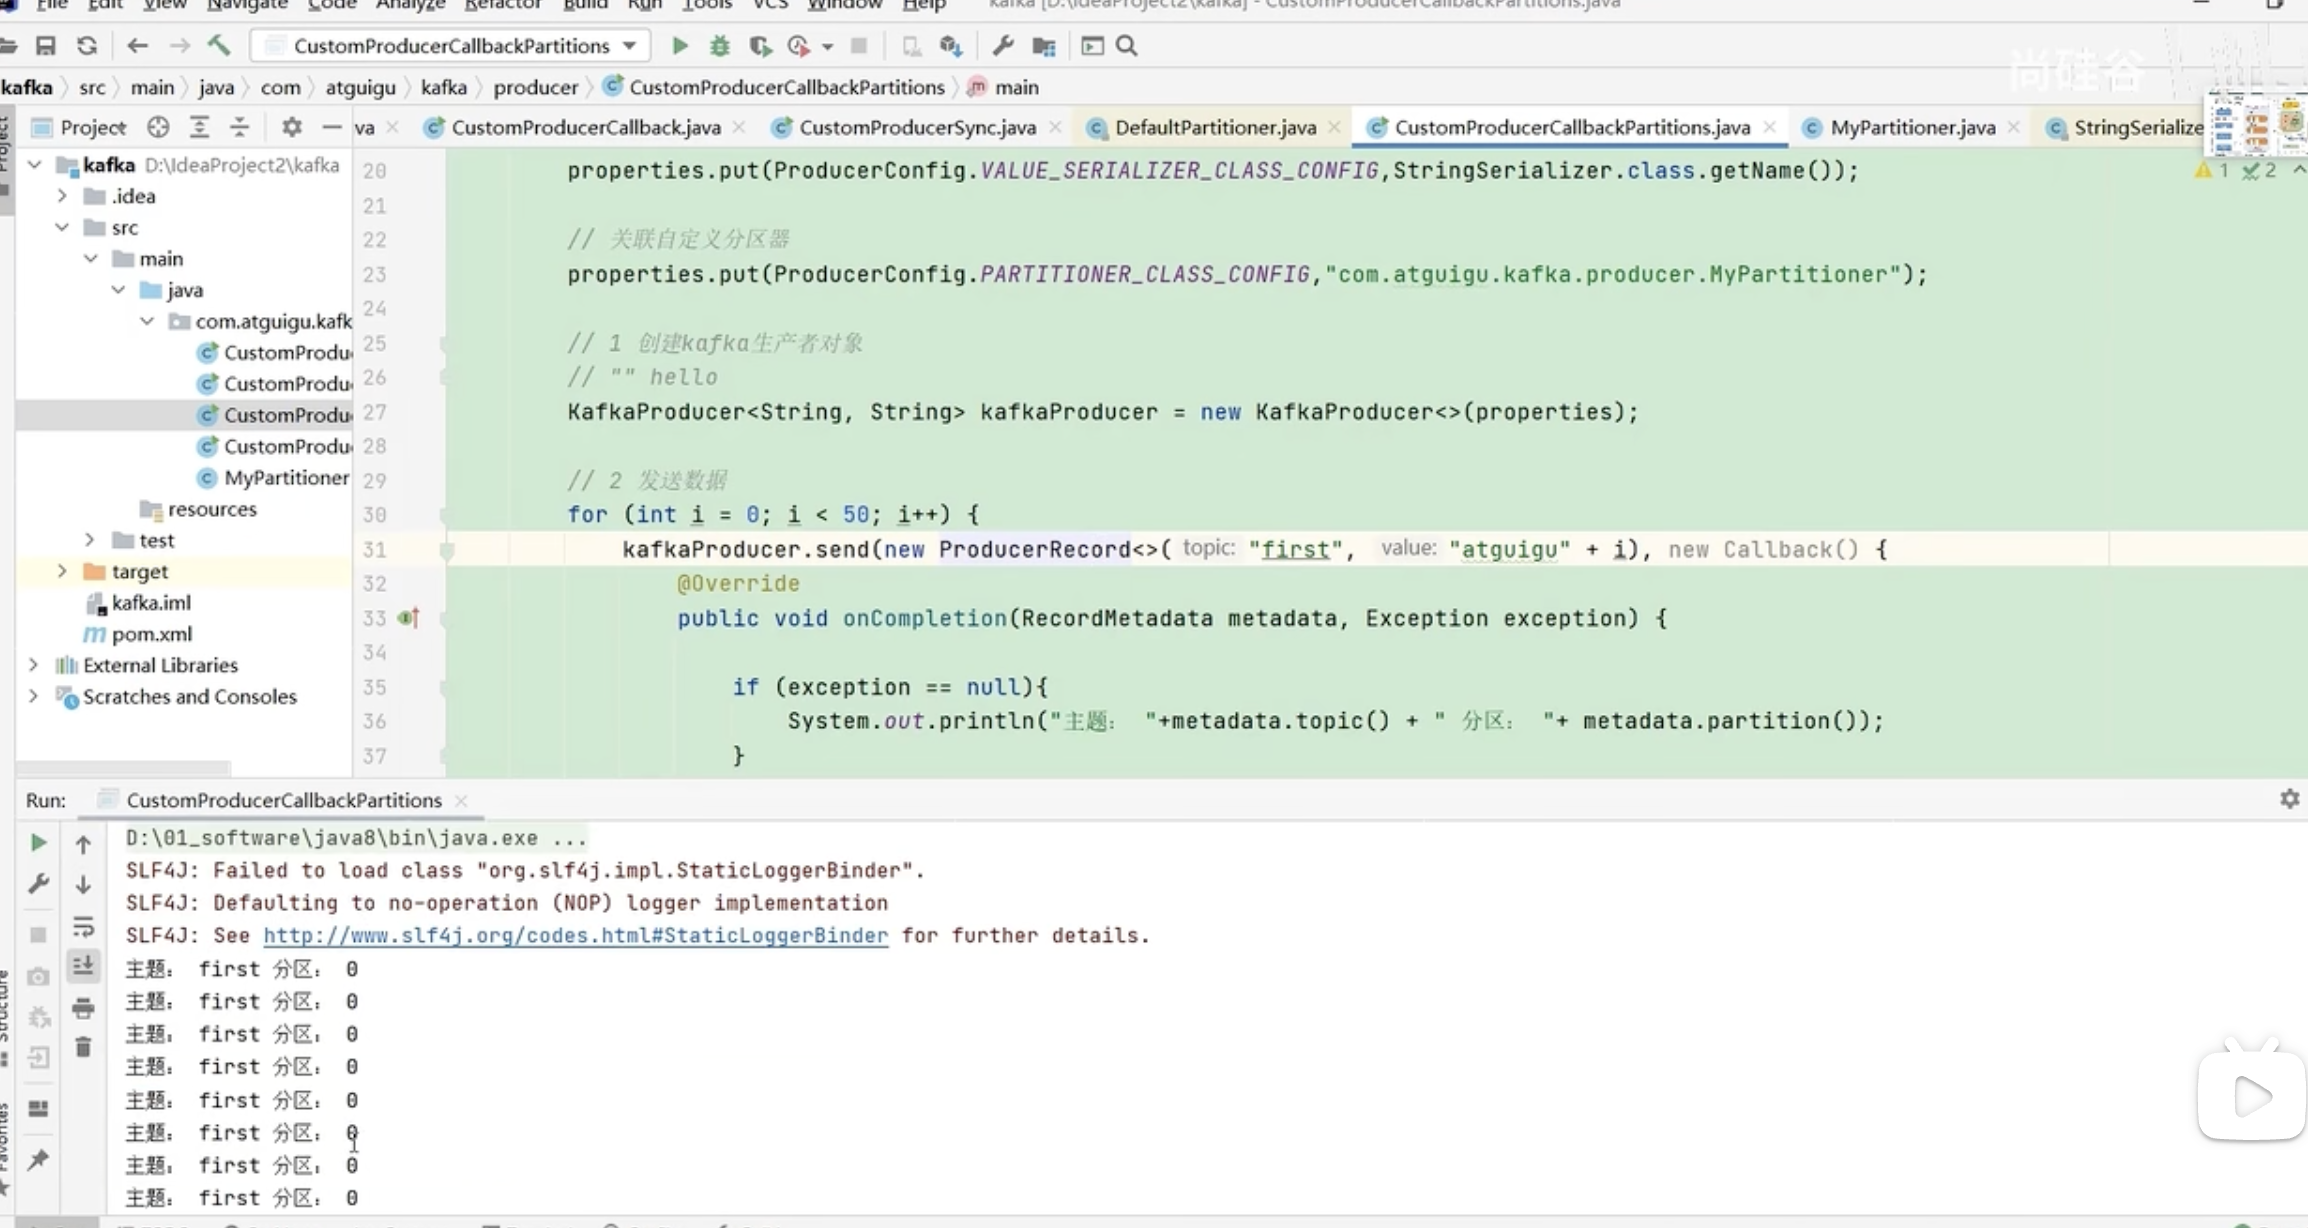 File Edit View Navigate Code Analyze Refactor Build Run Tools VCS Window Help kafka [D:\IdeaProject2\kafka] - CustomProducerCallbackPartitions.java
CustomProducerCallbackPartitions
尚硅谷
kafka src main java com atguigu kafka producer CustomProducerCallbackPartitions main
Project
va CustomProducerCallback.java CustomProducerSync.java DefaultPartitioner.java CustomProducerCallbackPartitions.java MyPartitioner.java StringSerialize
1 2
kafka D:\IdeaProject2\kafka
.idea
src
main
java
com.atguigu.kafk
CustomProdu
CustomProdu
CustomProdu
CustomProdu
MyPartitioner
resources
test
target
kafka.iml
pom.xml
External Libraries
Scratches and Consoles
20 properties.put(ProducerConfig.VALUE_SERIALIZER_CLASS_CONFIG,StringSerializer.class.getName());
21
22 // 关联自定义分区器
23 properties.put(ProducerConfig.PARTITIONER_CLASS_CONFIG,"com.atguigu.kafka.producer.MyPartitioner");
24
25 // 1 创建kafka生产者对象
26 // "" hello
27 KafkaProducer<String, String> kafkaProducer = new KafkaProducer<>(properties);
28
29 // 2 发送数据
30 for (int i = 0; i < 50; i++) {
31 kafkaProducer.send(new ProducerRecord<>( topic: "first", value: "atguigu" + i), new Callback() {
32 @Override
33 public void onCompletion(RecordMetadata metadata, Exception exception) {
34
35 if (exception == null){
36 System.out.println("主题： "+metadata.topic() + " 分区： "+ metadata.partition());
37 }
Project
Structure
Favorites
Run: CustomProducerCallbackPartitions
D:\01_software\java8\bin\java.exe ...
SLF4J: Failed to load class "org.slf4j.impl.StaticLoggerBinder".
SLF4J: Defaulting to no-operation (NOP) logger implementation
SLF4J: See http://www.slf4j.org/codes.html#StaticLoggerBinder for further details.
主题： first 分区： 0
主题： first 分区： 0
主题： first 分区： 0
主题： first 分区： 0
主题： first 分区： 0
主题： first 分区： 0
主题： first 分区： 0
主题： first 分区： 0